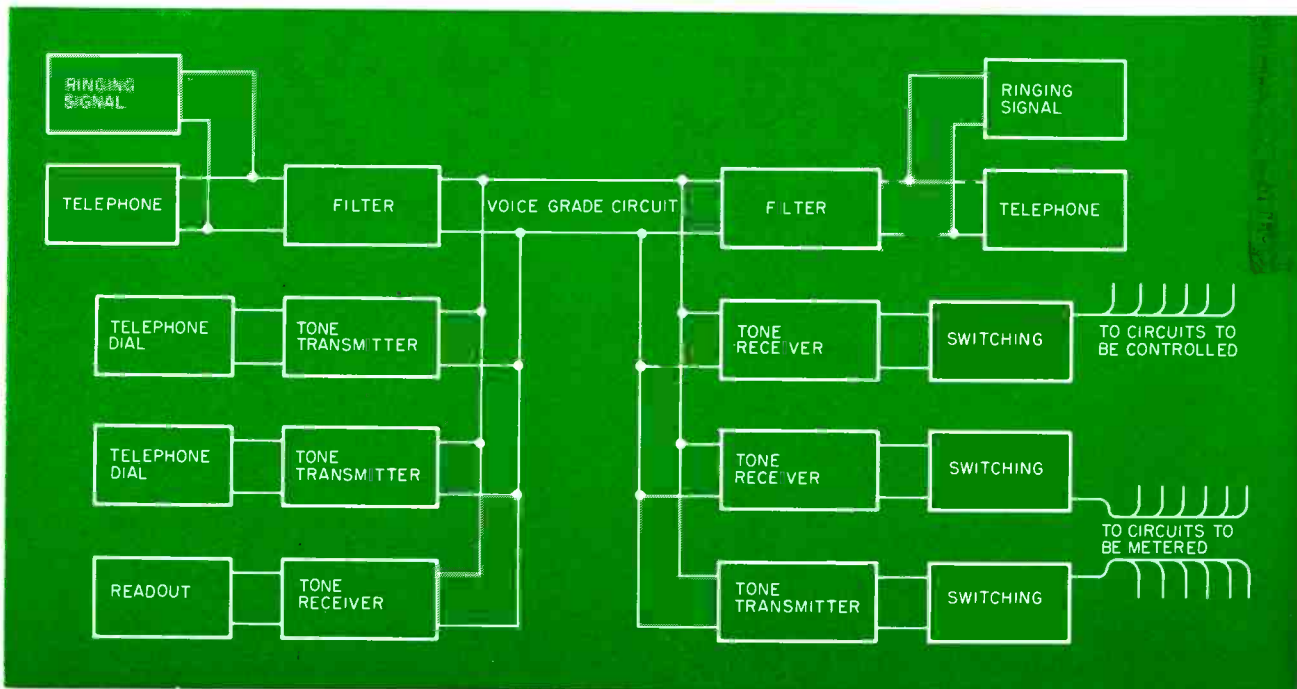 RINGING
SIGNAL
RINGING
SIGNAL
TELEPHONE
FILTER
VOICE GRADE CIRCUIT
FILTER
TELEPHONE
TELEPHONE
DIAL
TONE
TRANSMITTER
TONE
RECEIVER
SWITCHING
TO CIRCUITS TO
BE CONTROLLED
TELEPHONE
DIAL
TONE
TRANSMITTER
TONE
RECEIVER
SWITCHING
TO CIRCUITS TO
BE METERED
READOUT
TONE
RECEIVER
TONE
TRANSMITTER
SWITCHING